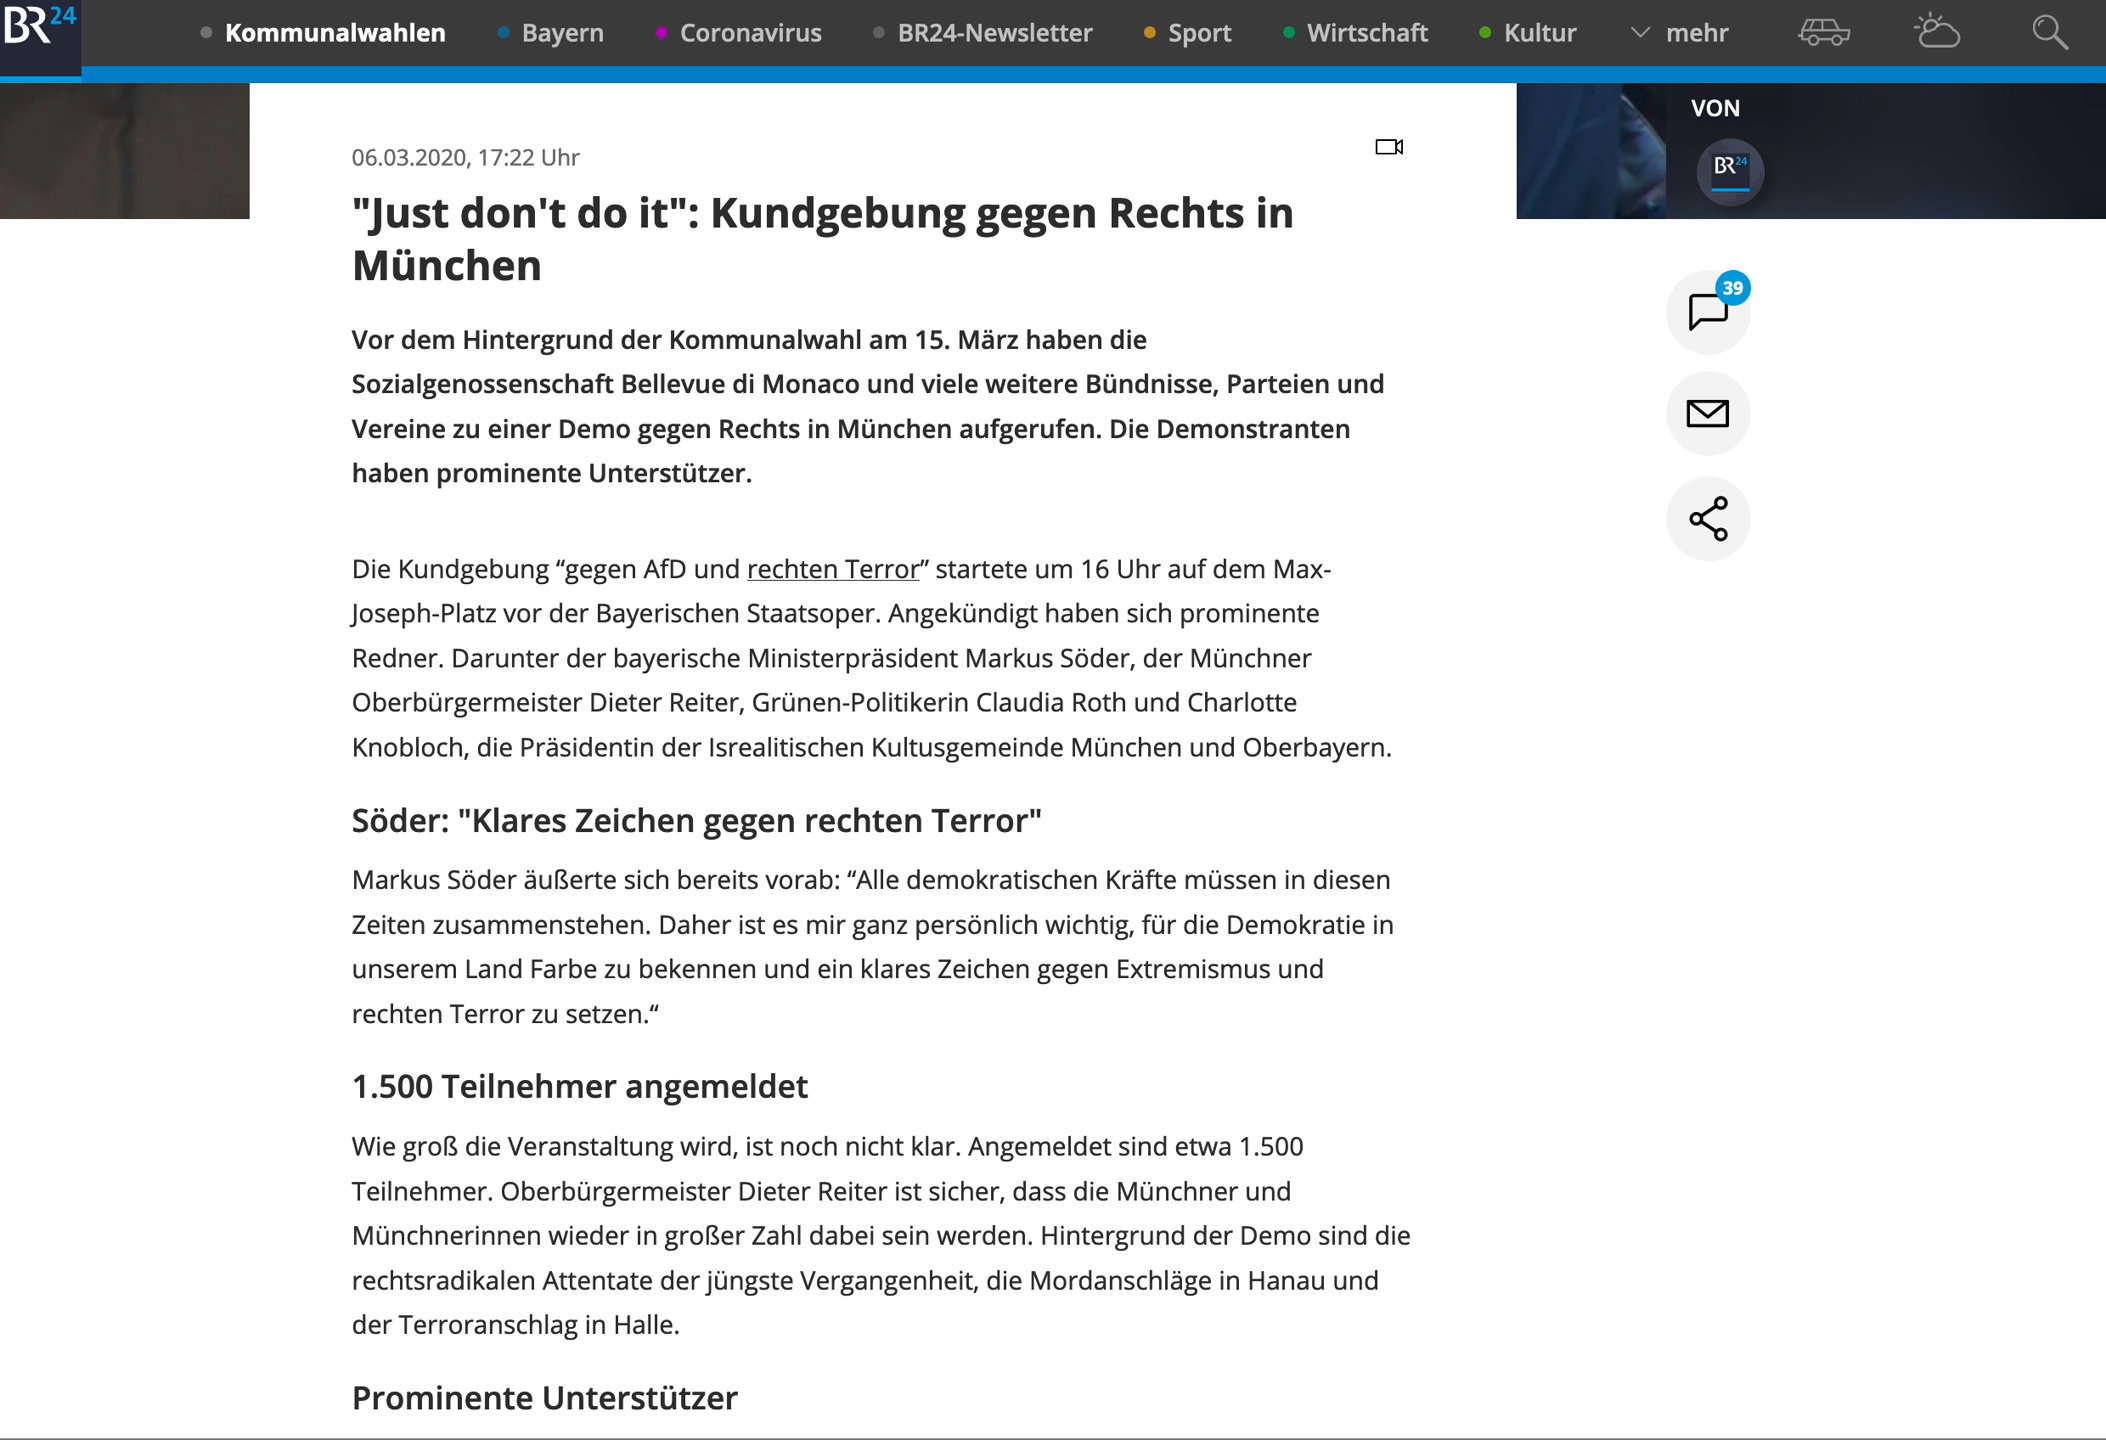 BR24
Kommunalwahlen
Bayern
Coronavirus
BR24-Newsletter
Sport
Wirtschaft
Kultur
mehr
VON
BR24
06.03.2020, 17:22 Uhr
"Just don't do it": Kundgebung gegen Rechts in
München
39
Vor dem Hintergrund der Kommunalwahl am 15. März haben die
Sozialgenossenschaft Bellevue di Monaco und viele weitere Bündnisse, Parteien und
Vereine zu einer Demo gegen Rechts in München aufgerufen. Die Demonstranten
haben prominente Unterstützer.
Die Kundgebung “gegen AfD und rechten Terror” startete um 16 Uhr auf dem Max-
Joseph-Platz vor der Bayerischen Staatsoper. Angekündigt haben sich prominente
Redner. Darunter der bayerische Ministerpräsident Markus Söder, der Münchner
Oberbürgermeister Dieter Reiter, Grünen-Politikerin Claudia Roth und Charlotte
Knobloch, die Präsidentin der Isrealitischen Kultusgemeinde München und Oberbayern.
Söder: "Klares Zeichen gegen rechten Terror"
Markus Söder äußerte sich bereits vorab: “Alle demokratischen Kräfte müssen in diesen
Zeiten zusammenstehen. Daher ist es mir ganz persönlich wichtig, für die Demokratie in
unserem Land Farbe zu bekennen und ein klares Zeichen gegen Extremismus und
rechten Terror zu setzen.“
1.500 Teilnehmer angemeldet
Wie groß die Veranstaltung wird, ist noch nicht klar. Angemeldet sind etwa 1.500
Teilnehmer. Oberbürgermeister Dieter Reiter ist sicher, dass die Münchner und
Münchnerinnen wieder in großer Zahl dabei sein werden. Hintergrund der Demo sind die
rechtsradikalen Attentate der jüngste Vergangenheit, die Mordanschläge in Hanau und
der Terroranschlag in Halle.
Prominente Unterstützer